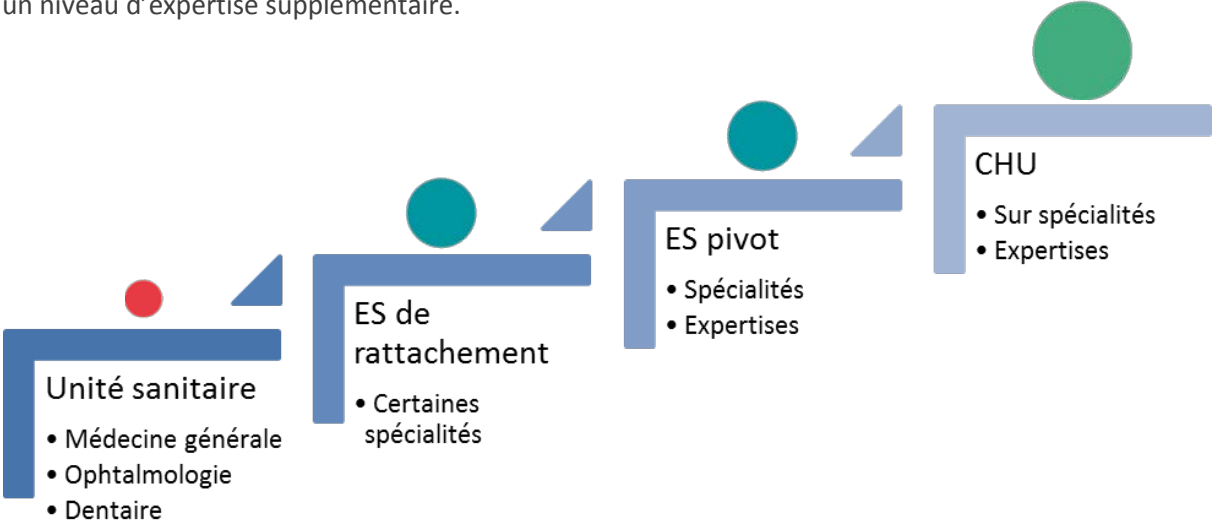 un niveau d'expertise supplémentaire.
Unité sanitaire
• Médecine générale
• Ophtalmologie
• Dentaire
ES de
rattachement
• Certaines
spécialités
ES pivot
• Spécialités
• Expertises
CHU
• Sur spécialités
• Expertises